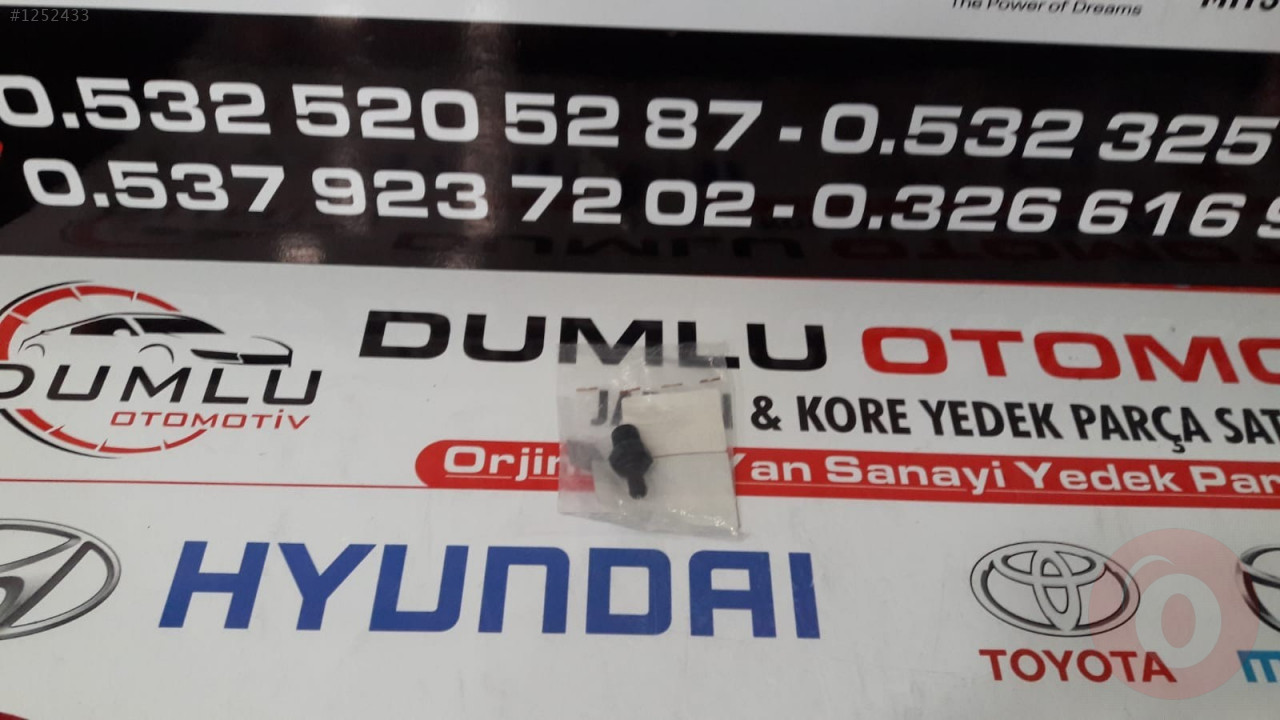 #1252433
The Power of Dreams
0.532 520 52 87 - 0.532 325
0.537 923 72 02 - 0.326 616
DUMLU
OTOMOTİV
DUMLU OTOMO
& KORE YEDEK PARÇA SAT
Orjin Yan Sanayi Yedek Par
HYUNDAI
TOYOTA